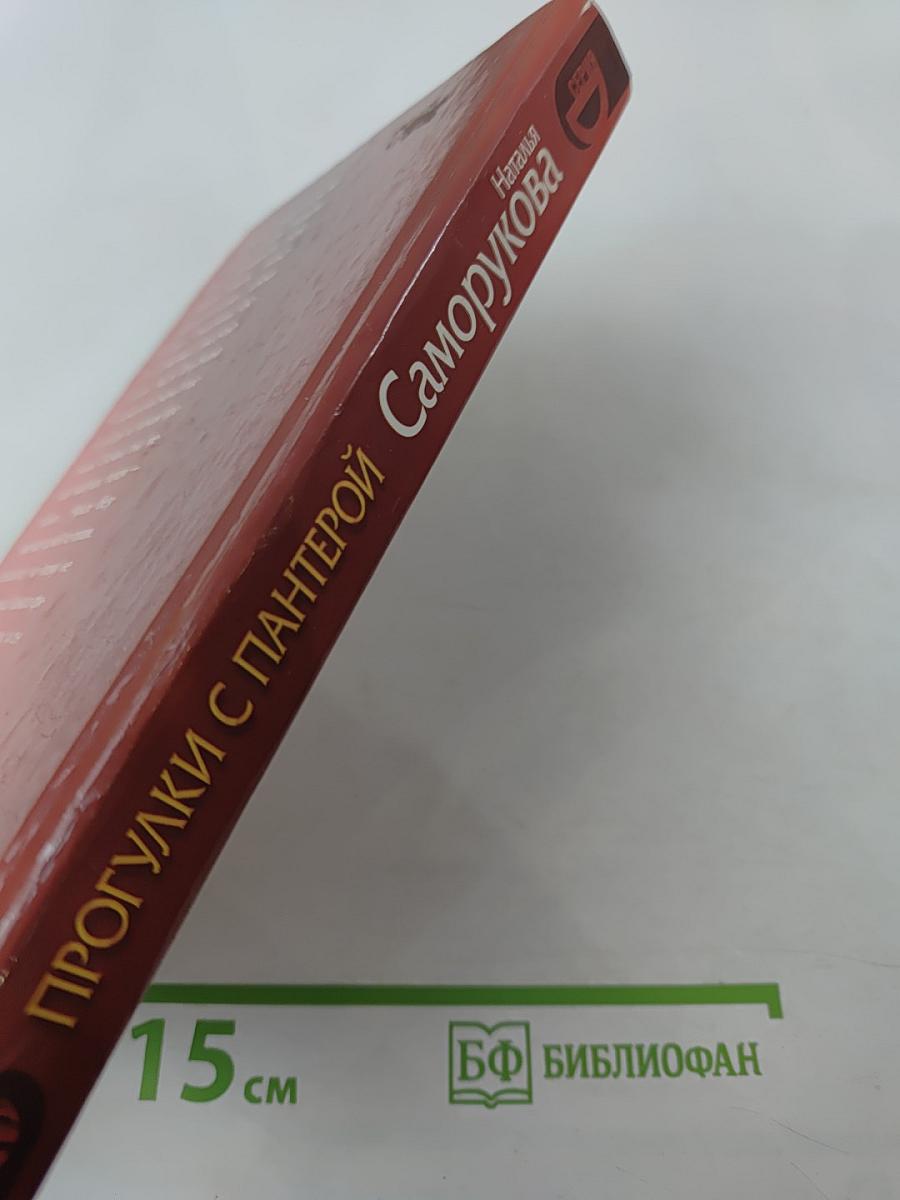 Наталья
Саморукова
ПРОГУЛКИ С ПАНТЕРОЙ
15 см
БФ БИБЛИОФАН